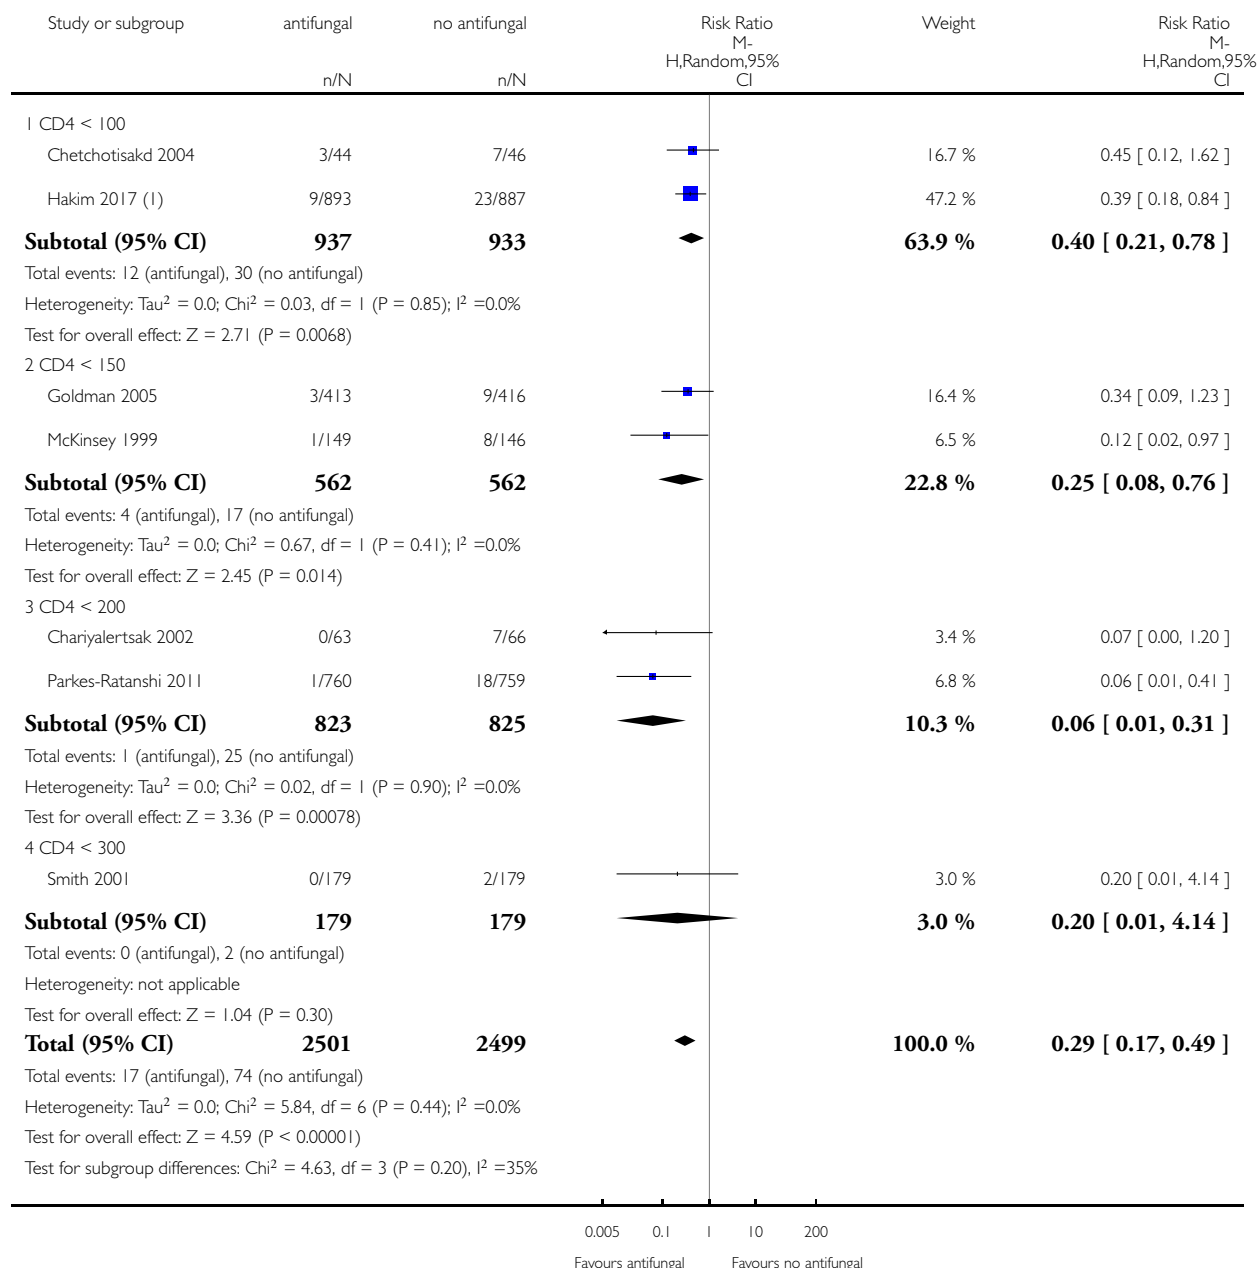 Study or subgroup antifungal no antifungal Risk Ratio Weight Risk Ratio
M- M-
H,Random,95% H,Random,95%
n/N n/N CI CI
1 CD4 < 100
Chetchotisakd 2004 3/44 7/46 16.7 % 0.45 [ 0.12, 1.62 ]
Hakim 2017 (1) 9/893 23/887 47.2 % 0.39 [ 0.18, 0.84 ]
Subtotal (95% CI) 937 933 63.9 % 0.40 [ 0.21, 0.78 ]
Total events: 12 (antifungal), 30 (no antifungal)
Heterogeneity: Tau² = 0.0; Chi² = 0.03, df = 1 (P = 0.85); I² =0.0%
Test for overall effect: Z = 2.71 (P = 0.0068)
2 CD4 < 150
Goldman 2005 3/413 9/416 16.4 % 0.34 [ 0.09, 1.23 ]
McKinsey 1999 1/149 8/146 6.5 % 0.12 [ 0.02, 0.97 ]
Subtotal (95% CI) 562 562 22.8 % 0.25 [ 0.08, 0.76 ]
Total events: 4 (antifungal), 17 (no antifungal)
Heterogeneity: Tau² = 0.0; Chi² = 0.67, df = 1 (P = 0.41); I² =0.0%
Test for overall effect: Z = 2.45 (P = 0.014)
3 CD4 < 200
Chariyalertsak 2002 0/63 7/66 3.4 % 0.07 [ 0.00, 1.20 ]
Parkes-Ratanshi 2011 1/760 18/759 6.8 % 0.06 [ 0.01, 0.41 ]
Subtotal (95% CI) 823 825 10.3 % 0.06 [ 0.01, 0.31 ]
Total events: 1 (antifungal), 25 (no antifungal)
Heterogeneity: Tau² = 0.0; Chi² = 0.02, df = 1 (P = 0.90); I² =0.0%
Test for overall effect: Z = 3.36 (P = 0.00078)
4 CD4 < 300
Smith 2001 0/179 2/179 3.0 % 0.20 [ 0.01, 4.14 ]
Subtotal (95% CI) 179 179 3.0 % 0.20 [ 0.01, 4.14 ]
Total events: 0 (antifungal), 2 (no antifungal)
Heterogeneity: not applicable
Test for overall effect: Z = 1.04 (P = 0.30)
Total (95% CI) 2501 2499 100.0 % 0.29 [ 0.17, 0.49 ]
Total events: 17 (antifungal), 74 (no antifungal)
Heterogeneity: Tau² = 0.0; Chi² = 5.84, df = 6 (P = 0.44); I² =0.0%
Test for overall effect: Z = 4.59 (P < 0.00001)
Test for subgroup differences: Chi² = 4.63, df = 3 (P = 0.20), I² =35%
0.005 0.1 1 10 200
Favours antifungal Favours no antifungal